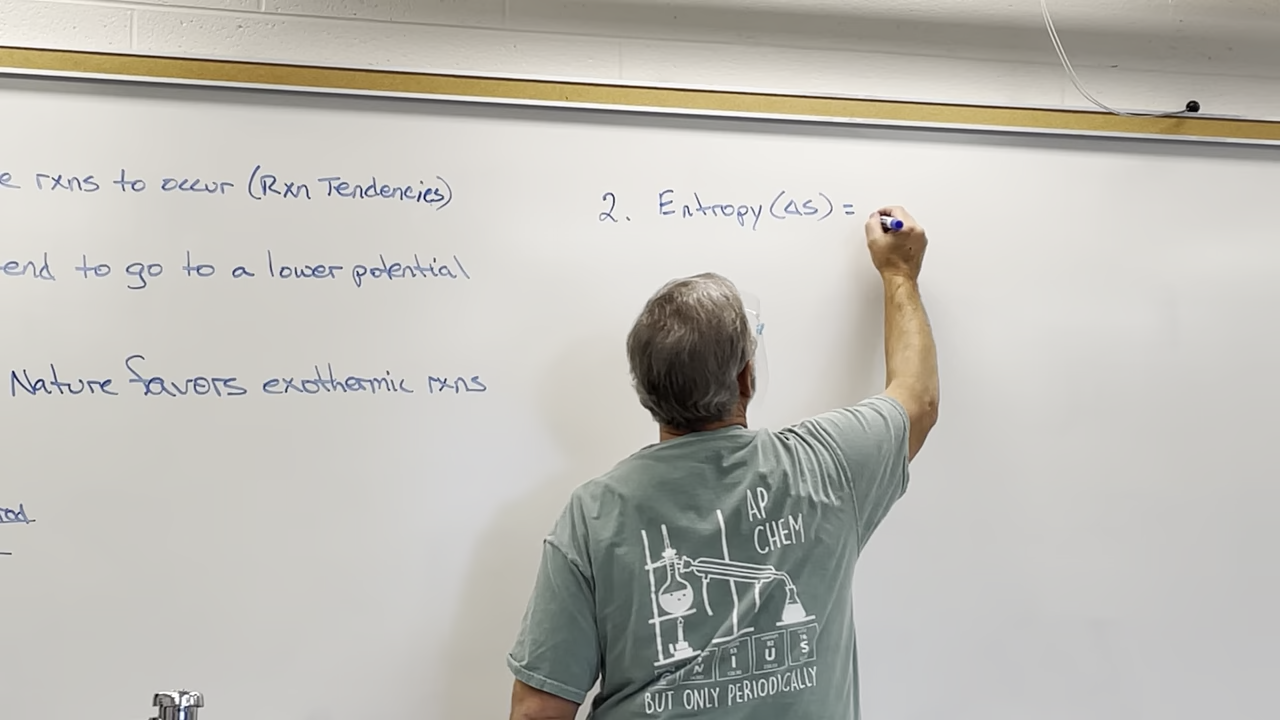 e rxns to occur (Rxn Tendencies)
end to go to a lower potential
Nature favors exothermic rxns
2. Entropy (ΔS) =
AP
CHEM
N I U S
BUT ONLY PERIODICALLY